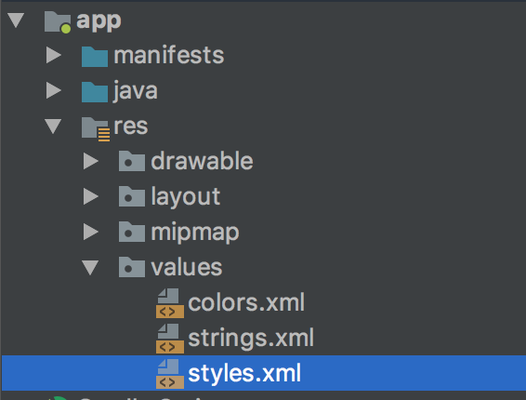 app
manifests
java
res
drawable
layout
mipmap
values
colors.xml
strings.xml
styles.xml